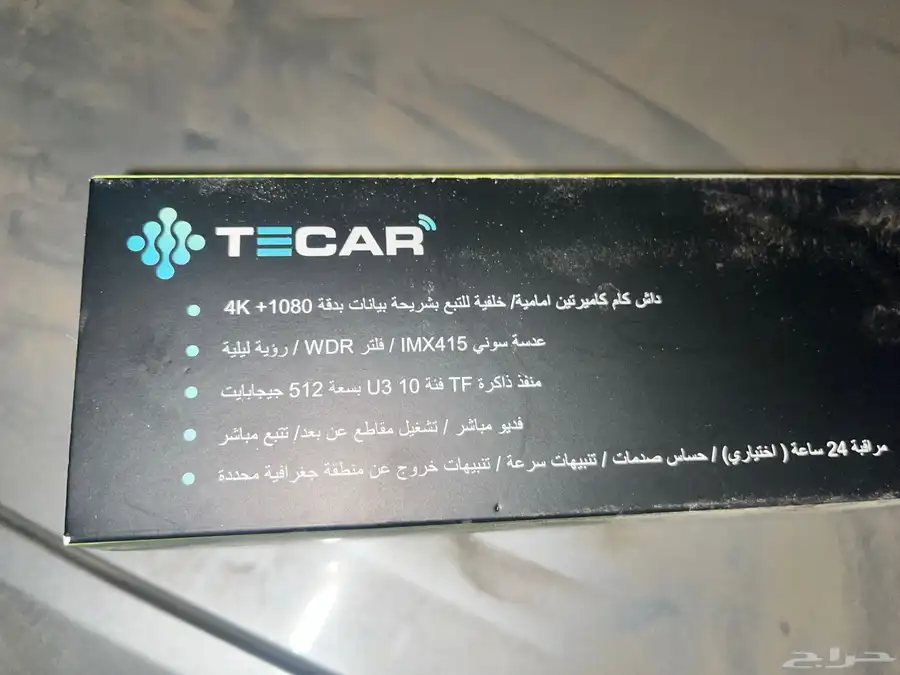 TECAR
داش كام كاميرتين امامية/ خلفية للتبع بشريحة بيانات بدقة 1080+ 4K
عدسة سوني IMX415 / فلتر WDR / رؤية ليلية
منفذ ذاكرة TF فئة 10 U3 بسعة 512 جيجابايت
فديو مباشر / تشغيل مقاطع عن بعد/ تتبع مباشر
مراقبة 24 ساعة ( اختياري) / حساس صدمات / تنبيهات سرعة / تنبيهات خروج عن منطقة جغرافية محددة
حراج